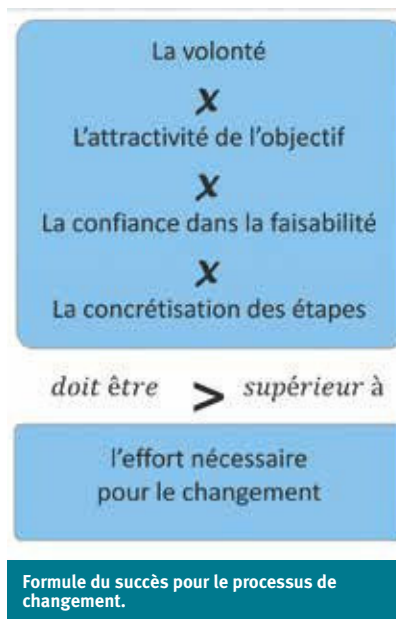 La volonté
X
L'attractivité de l'objectif
X
La confiance dans la faisabilité
X
La concrétisation des étapes
doit être > supérieur à
l'effort nécessaire
pour le changement
Formule du succès pour le processus de
changement.